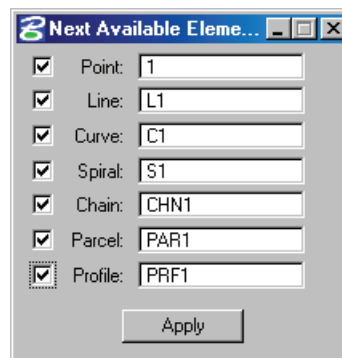 Next Available Eleme...
Point: 1
Line: L1
Curve: C1
Spiral: S1
Chain: CHN1
Parcel: PAR1
Profile: PRF1
Apply